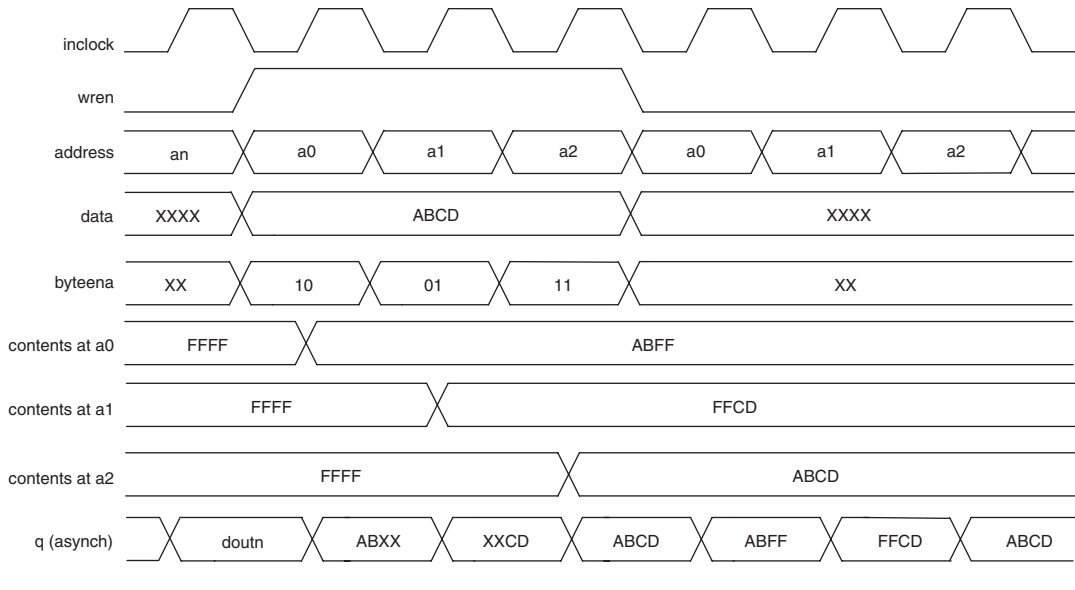 inclock
wren
address an a0 a1 a2 a0 a1 a2
data XXXX ABCD XXXX
byteena XX 10 01 11 XX
contents at a0 FFFF ABFF
contents at a1 FFFF FFCD
contents at a2 FFFF ABCD
q (asynch) doutn ABXX XXCD ABCD ABFF FFCD ABCD